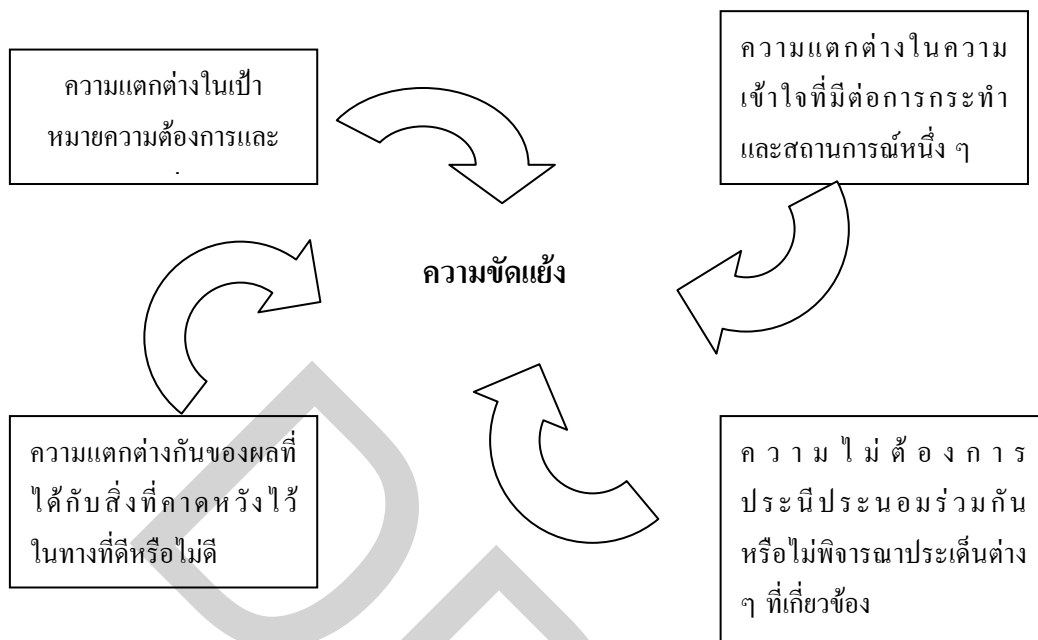 ความแตกต่างในเป้า
หมายความต้องการและ
ความแตกต่างในความ
เข้าใจที่มีต่อการกระทำ
และสถานการณ์หนึ่ง ๆ
ความขัดแย้ง
ความแตกต่างกันของผลที่
ได้กับสิ่งที่คาดหวังไว้
ในทางที่ดีหรือไม่ดี
ความไม่ต้องการ
ประนีประนอมร่วมกัน
หรือไม่พิจารณาประเด็นต่าง
ๆ ที่เกี่ยวข้อง